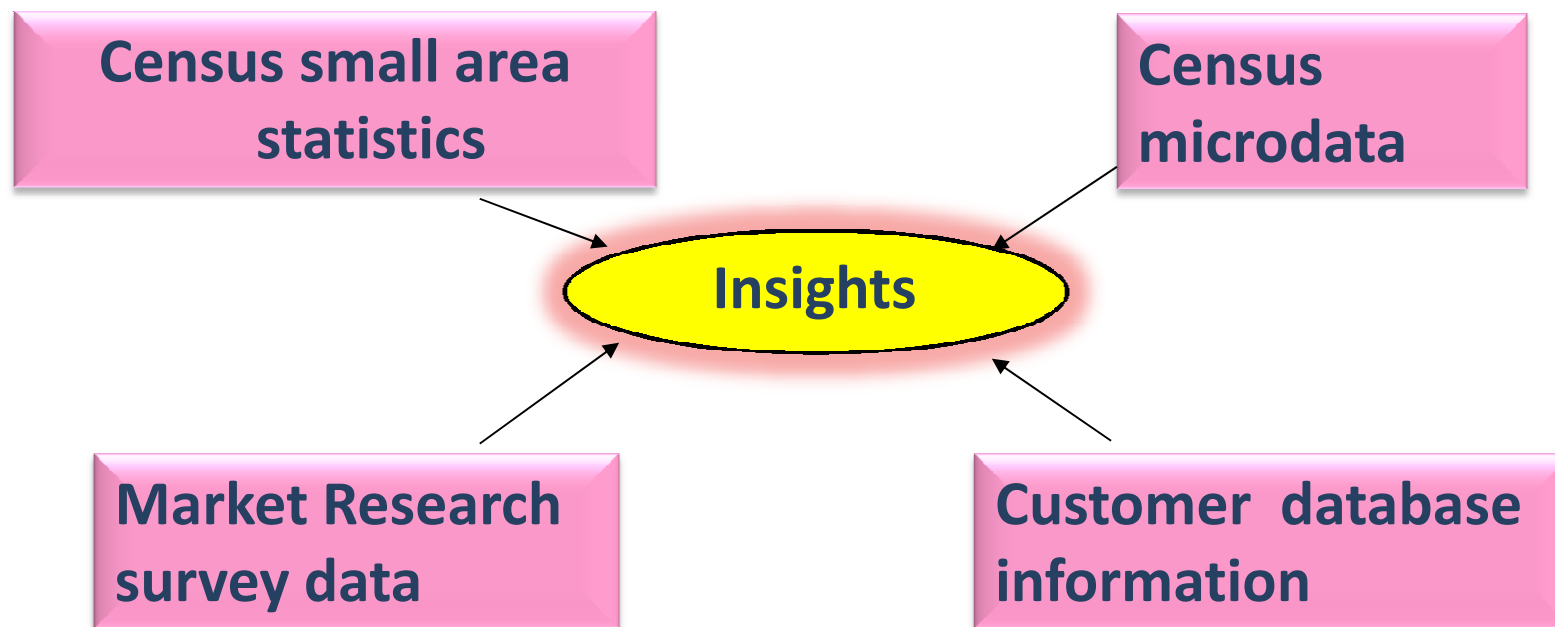 Census small area
statistics
Census
microdata
Insights
Market Research
survey data
Customer  database
information